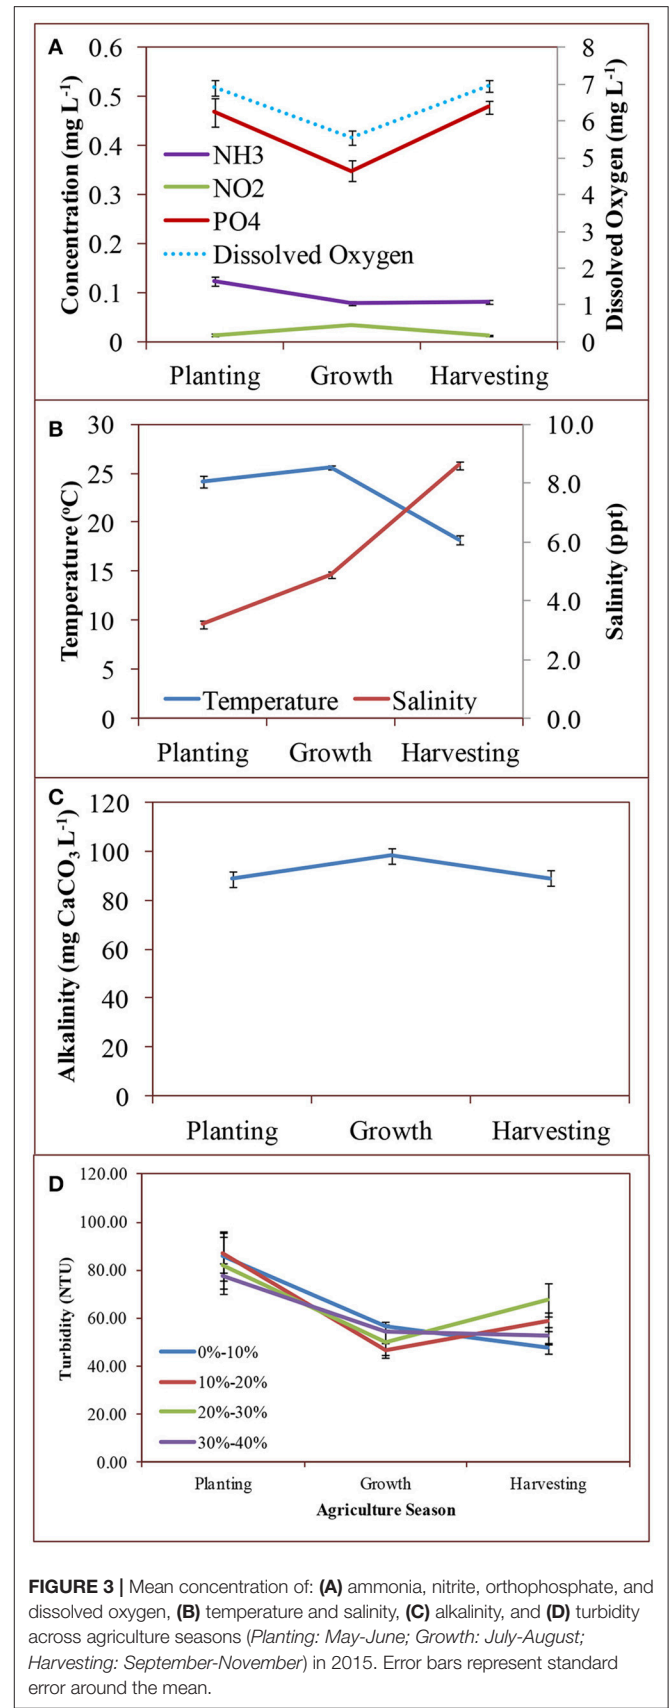 A
0.6
0.5
0.4
0.3
0.2
0.1
0
Concentration (mg L-1)
8
7
6
5
4
3
2
1
0
Dissolved Oxygen (mg L-1)
NH3
NO2
PO4
Dissolved Oxygen
Planting Growth Harvesting
B
30
25
20
15
10
5
0
Temperature (oC)
10.0
8.0
6.0
4.0
2.0
0.0
Salinity (ppt)
Temperature Salinity
Planting Growth Harvesting
C
120
100
80
60
40
20
0
Alkalinity (mg CaCO3 L-1)
Planting Growth Harvesting
D
120.00
100.00
80.00
60.00
40.00
20.00
0.00
Turbidity (NTU)
0%-10%
10%-20%
20%-30%
30%-40%
Planting Growth Harvesting
Agriculture Season
FIGURE 3 | Mean concentration of: (A) ammonia, nitrite, orthophosphate, and
dissolved oxygen, (B) temperature and salinity, (C) alkalinity, and (D) turbidity
across agriculture seasons (Planting: May-June; Growth: July-August;
Harvesting: September-November) in 2015. Error bars represent standard
error around the mean.